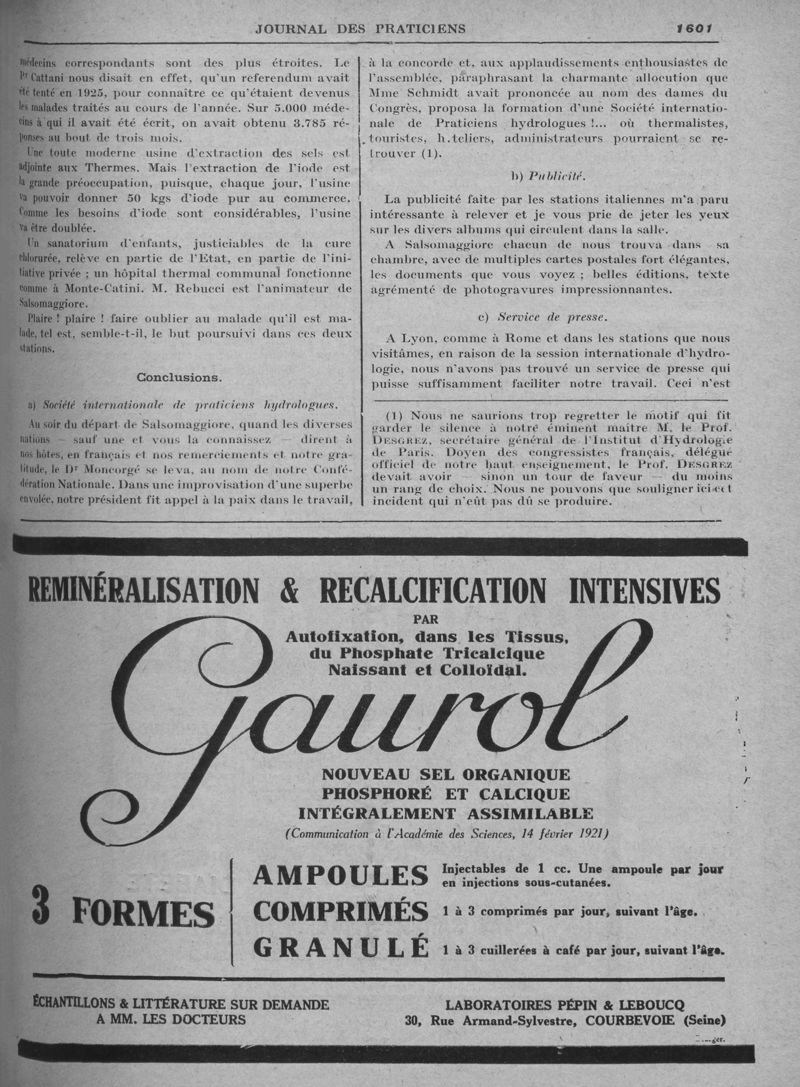 JOURNAL DES PRATICIENS
1601
médecins correspondants sont des plus étroites. Le
Pr Cattani nous disait en effet, qu'un referendum avait
été tenté en 1925, pour connaître ce qu'étaient devenus
les malades traités au cours de l'année. Sur 5.000 méde-
cins à qui il avait été écrit, on avait obtenu 3.785 ré-
ponses au bout de trois mois.
Une toute moderne usine d'extraction des sels est
adjointe aux Thermes. Mais l'extraction de l'iode est
la grande préoccupation, puisque, chaque jour, l'usine
va pouvoir donner 50 kgs d'iode pur au commerce.
Comme les besoins d'iode sont considérables, l'usine
va être doublée.
Un sanatorium d'enfants, justiciables de la cure
chlorurée, relève en partie de l'Etat, en partie de l'ini-
tiative privée ; un hôpital thermal communal fonctionne
comme à Monte-Catini. M. Rebucci est l'animateur de
Salsomaggiore.
Plaire ! plaire ! faire oublier au malade qu'il est ma-
lade, tel est, semble-t-il, le but poursuivi dans ces deux
stations.
Conclusions.
a) Société internationale de praticiens hydrologues.
Au soir du départ de Salsomaggiore, quand les diverses
nations — sauf une et vous la connaissez — dirent à
nos hôtes, en français et nos remerciements et notre gra-
titude, le Dr Moncorgé se leva, au nom de notre Confé-
dération Nationale. Dans une improvisation d'une superbe
envolée, notre président fit appel à la paix dans le travail,
à la concorde et, aux applaudissements enthousiastes de
l'assemblée, paraphrasant la charmante allocution que
Mme Schmidt avait prononcée au nom des dames du
Congrès, proposa la formation d'une Société internatio-
nale de Praticiens hydrologues !... où thermalistes,
touristes, h.teliers, administrateurs pourraient se re-
trouver (1).
b) Publicité.
La publicité faite par les stations italiennes m'a paru
intéressante à relever et je vous prie de jeter les yeux
sur les divers albums qui circulent dans la salle.
A Salsomaggiore chacun de nous trouva dans sa
chambre, avec de multiples cartes postales fort élégantes,
les documents que vous voyez ; belles éditions, texte
agrémenté de photogravures impressionnantes.
c) Service de presse.
A Lyon, comme à Rome et dans les stations que nous
visitâmes, en raison de la session internationale d'hydro-
logie, nous n'avons pas trouvé un service de presse qui
puisse suffisamment faciliter notre travail. Ceci n'est
(1) Nous ne saurions trop regretter le motif qui fit
garder le silence à notre éminent maître M. le Prof.
DESGREZ, secrétaire général de l'Institut d'Hydrologie
de Paris. Doyen des congressistes français, délégué
officiel de notre haut enseignement, le Prof. DESGREZ
devait avoir — sinon un tour de faveur — du moins
un rang de choix. Nous ne pouvons que souligner ici cet
incident qui n'eût pas dû se produire.
REMINÉRALISATION & RECALCIFICATION INTENSIVES
PAR
Autofixation, dans les Tissus,
du Phosphate Tricalcique
Naissant et Colloïdal.
Gaurol
NOUVEAU SEL ORGANIQUE
PHOSPHORÉ ET CALCIQUE
INTÉGRALEMENT ASSIMILABLE
(Communication à l'Académie des Sciences, 14 février 1921)
3 FORMES
AMPOULES Injectables de 1 cc. Une ampoule par jour
en injections sous-cutanées.
COMPRIMÉS 1 à 3 comprimés par jour, suivant l'âge.
GRANULÉ 1 à 3 cuillerées à café par jour, suivant l'âge.
ÉCHANTILLONS & LITTÉRATURE SUR DEMANDE
A MM. LES DOCTEURS
LABORATOIRES PÉPIN & LEBOUCQ
30, Rue Armand-Sylvestre, COURBEVOIE (Seine)